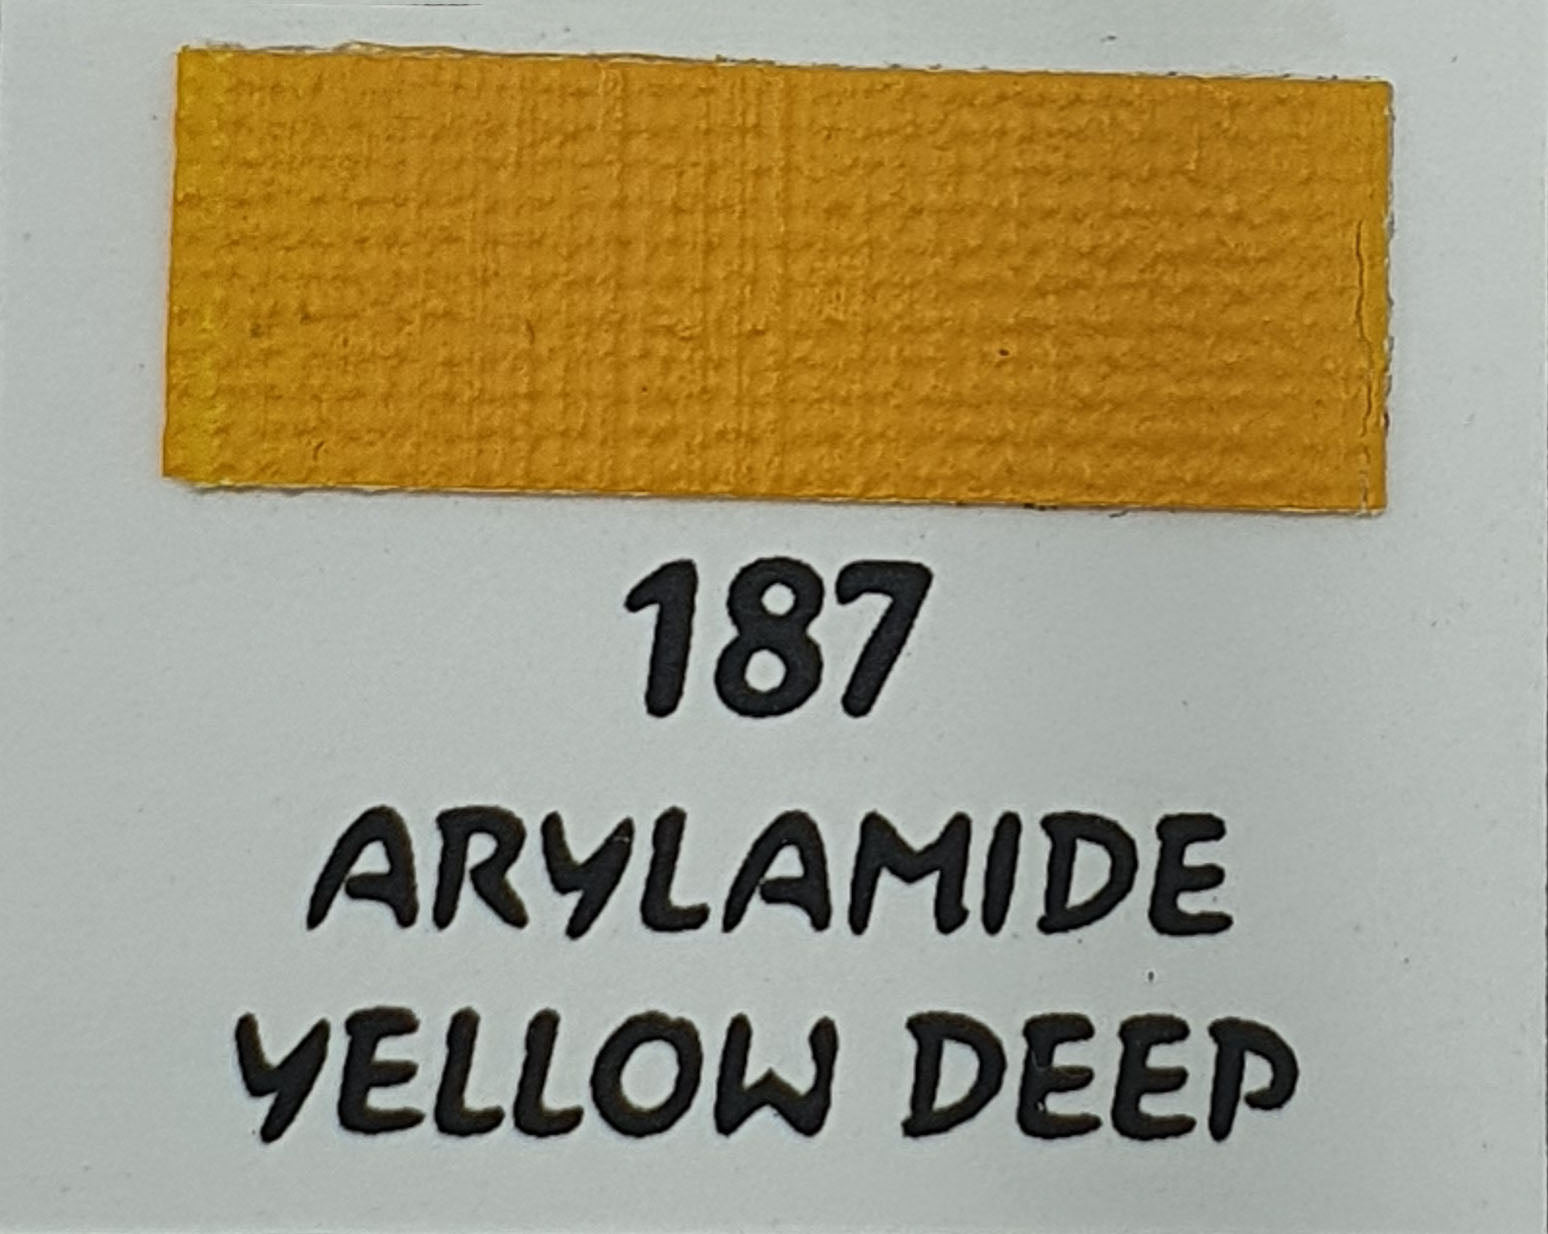 187
ARYLAMIDE
YELLOW DEEP